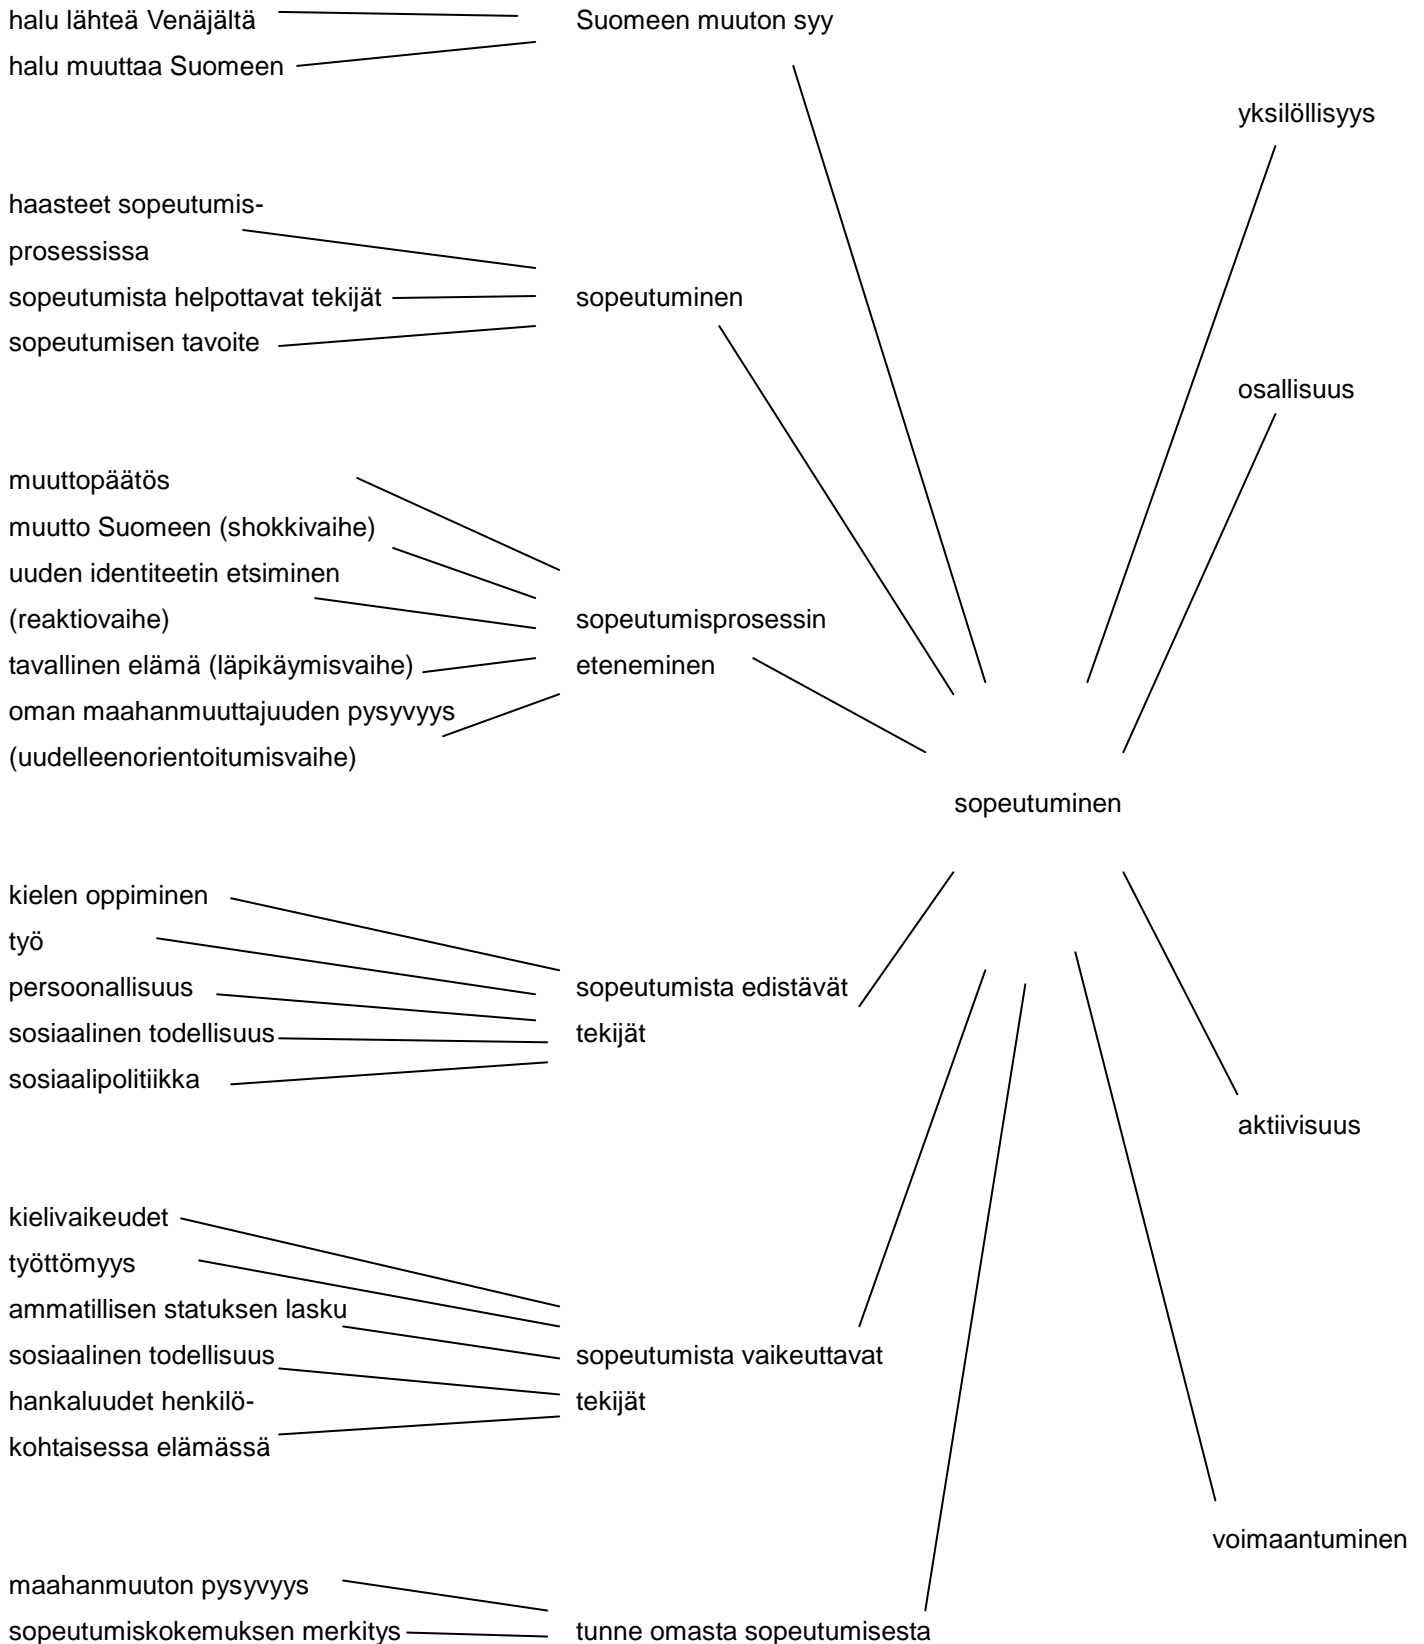 halu lähteä Venäjältä
halu muuttaa Suomeen
Suomeen muuton syy
haasteet sopeutumis-
prosessissa
sopeutumista helpottavat tekijät
sopeutumisen tavoite
sopeutuminen
muuttopäätös
muutto Suomeen (shokkivaihe)
uuden identiteetin etsiminen
(reaktiovaihe)
tavallinen elämä (läpikäymisvaihe)
oman maahanmuuttajuuden pysyvyys
(uudelleenorientoitumisvaihe)
sopeutumisprosessin
eteneminen
kielen oppiminen
työ
persoonallisuus
sosiaalinen todellisuus
sosiaalipolitiikka
sopeutumista edistävät
tekijät
kielivaikeudet
työttömyys
ammatillisen statuksen lasku
sosiaalinen todellisuus
hankaluudet henkilö-
kohtaisessa elämässä
sopeutumista vaikeuttavat
tekijät
maahanmuuton pysyvyys
sopeutumiskokemuksen merkitys
tunne omasta sopeutumisesta
sopeutuminen
yksilöllisyys
osallisuus
aktiivisuus
voimaantuminen